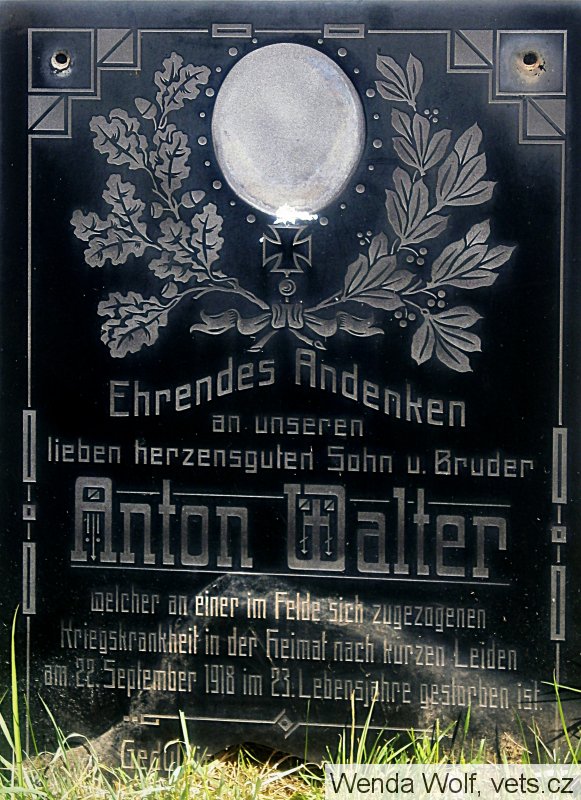 Ehrendes Andenken
an unseren
lieben herzensguten Sohn u. Bruder
Anton Walter
welcher an einer im Felde sich zugezogenen
Kriegskrankheit in der Heimat nach kurzen Leiden
am 22. September 1918 im 23. Lebensjahre gestorben ist.
Wenda Wolf, vets.cz